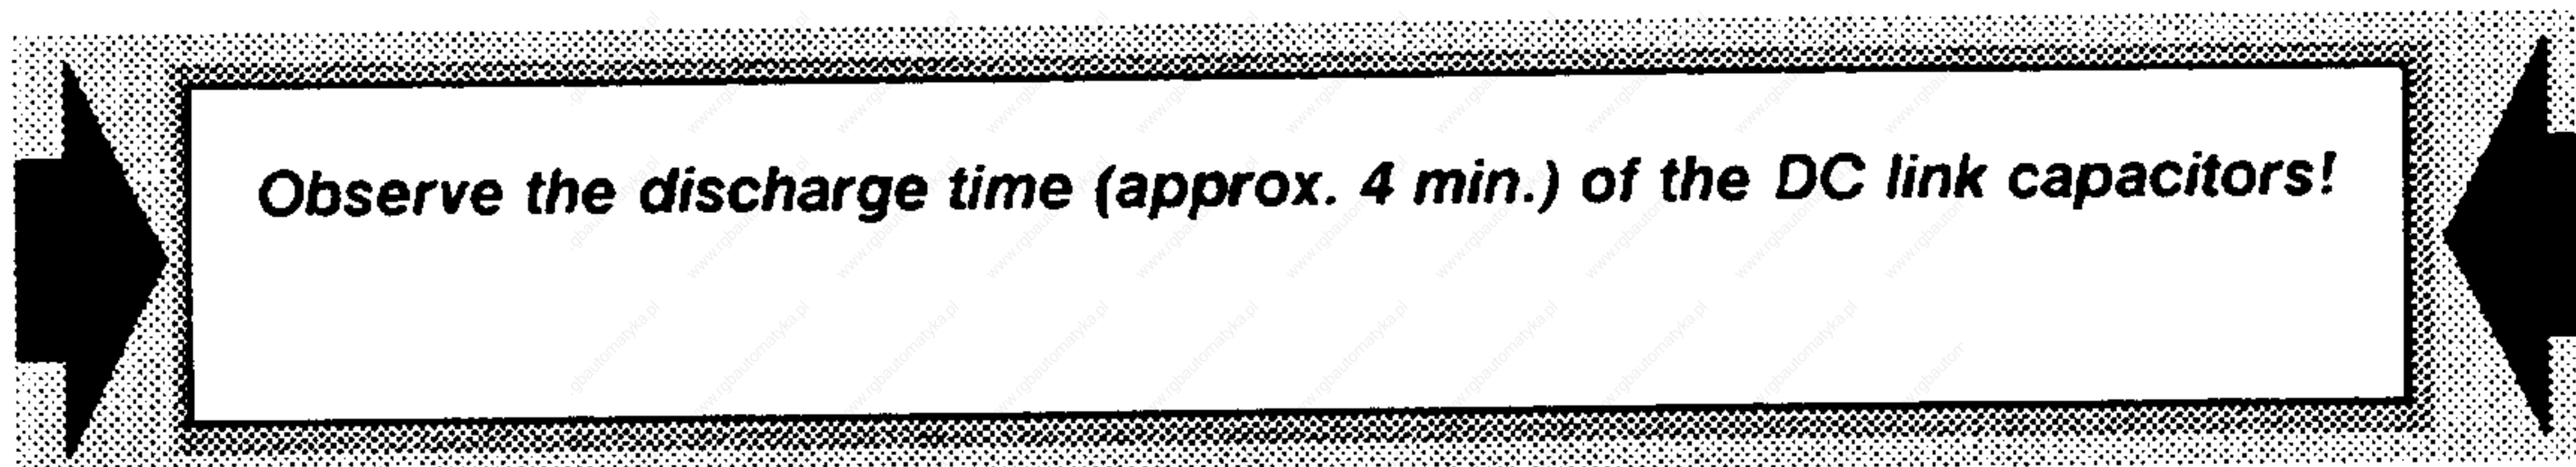 Observe the discharge time (approx. 4 min.) of the DC link capacitors!